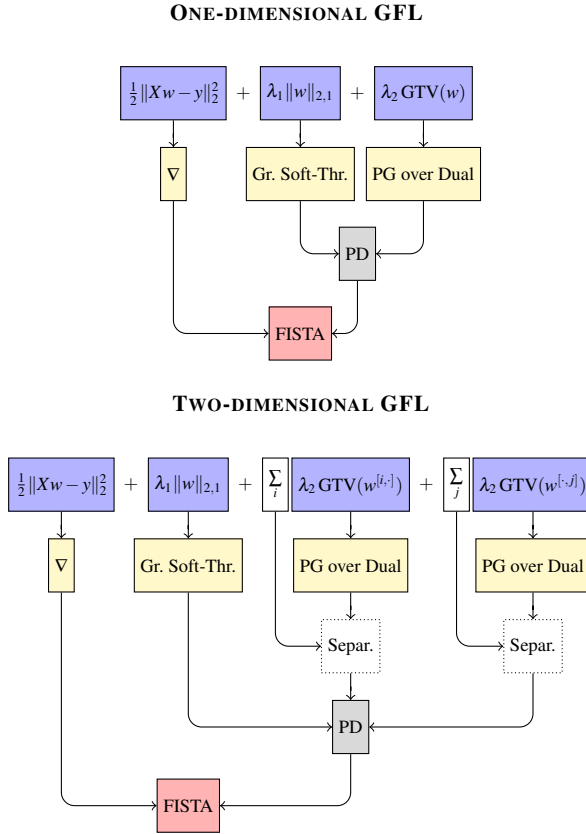 ONE-DIMENSIONAL GFL
½‖Xw − y‖₂² + λ₁‖w‖₂,₁ + λ₂ GTV(w)
∇ Gr. Soft-Thr. PG over Dual
PD
FISTA
TWO-DIMENSIONAL GFL
½‖Xw − y‖₂² + λ₁‖w‖₂,₁ + ∑ᵢ λ₂ GTV(w^[i,·]) + ∑ⱼ λ₂ GTV(w^[·,j])
∇ Gr. Soft-Thr. PG over Dual PG over Dual
Separ. Separ.
PD
FISTA